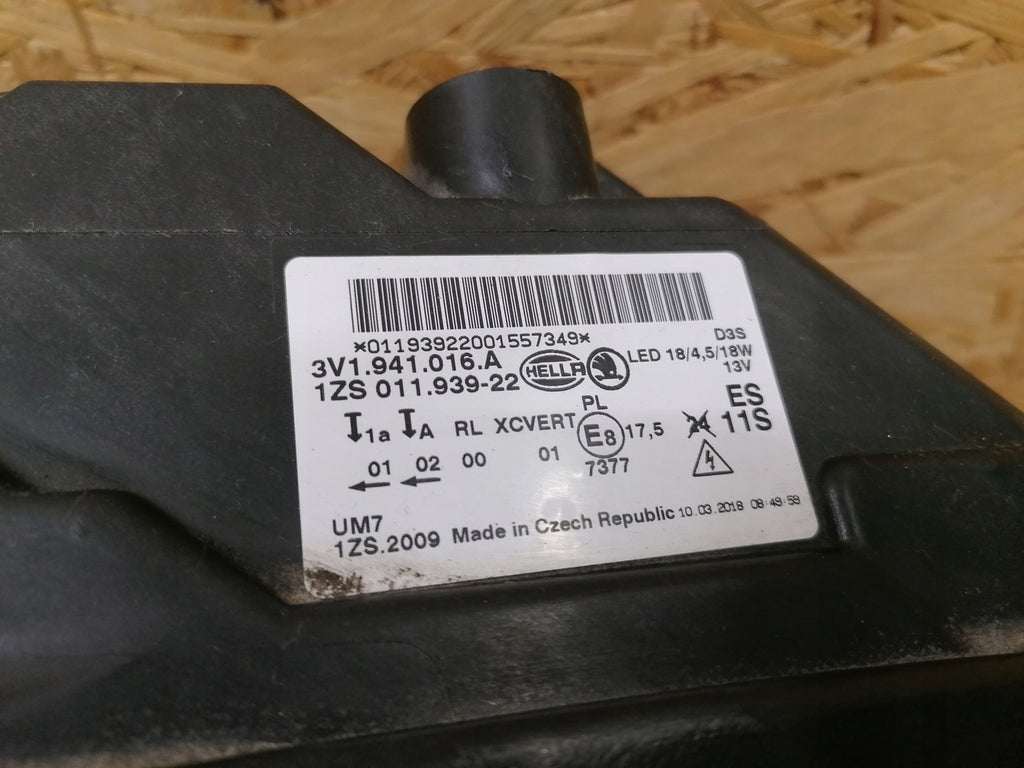 *01193922001557349*
D3S
3V1.941.016.A
LED 18/4,5/18W
1ZS 011.939-22
HELLA
13V
ES
1a A RL XCVERT PL E8 17,5 24 11S
01 02 00 01 7377
UM7
1ZS.2009 Made in Czech Republic 10.03.2018 08:49:59